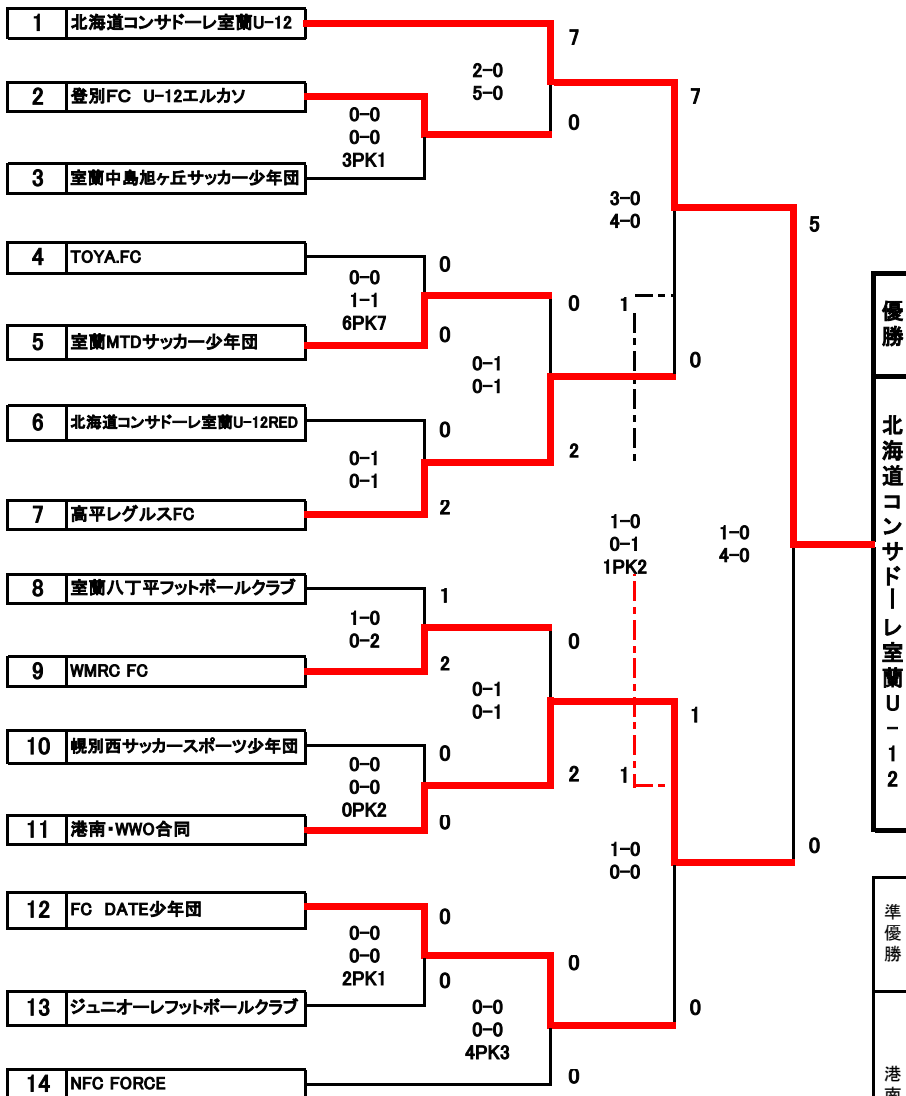 1 北海道コンサドーレ室蘭U-12
7
2-0
5-0
2 登別FC U-12エルカソ
7
0-0
0-0
3PK1
0
3 室蘭中島旭ヶ丘サッカー少年団
3-0
4-0
5
4 TOYA.FC
0
0-0
1-1
6PK7
0
1
5 室蘭MTDサッカー少年団
0
0-1
0-1
0
6 北海道コンサドーレ室蘭U-12RED
0
0-1
0-1
2
7 高平レグルスFC
2
1-0
0-1
1PK2
1-0
4-0
8 室蘭八丁平フットボールクラブ
1
1-0
0-2
0
9 WMRC FC
2
0-1
0-1
1
10 幌別西サッカースポーツ少年団
0
0-0
0-0
0PK2
2
1
11 港南・WWO合同
0
1-0
0-0
0
12 FC DATE少年団
0
0-0
0-0
2PK1
0
0
13 ジュニオーレフットボールクラブ
0-0
0-0
4PK3
0
14 NFC FORCE
0
優勝
北海道コンサドーレ室蘭U-12
準優勝
港南